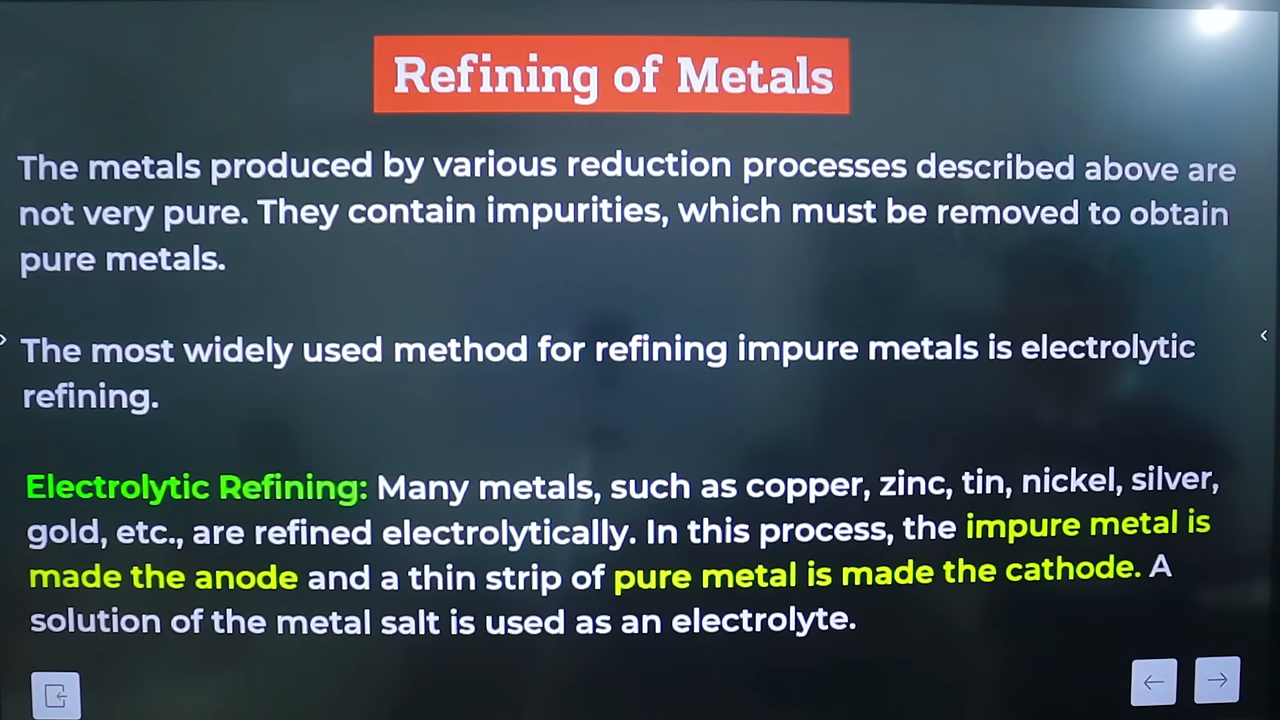 Refining of Metals
The metals produced by various reduction processes described above are
not very pure. They contain impurities, which must be removed to obtain
pure metals.
The most widely used method for refining impure metals is electrolytic
refining.
Electrolytic Refining: Many metals, such as copper, zinc, tin, nickel, silver,
gold, etc., are refined electrolytically. In this process, the impure metal is
made the anode and a thin strip of pure metal is made the cathode. A
solution of the metal salt is used as an electrolyte.